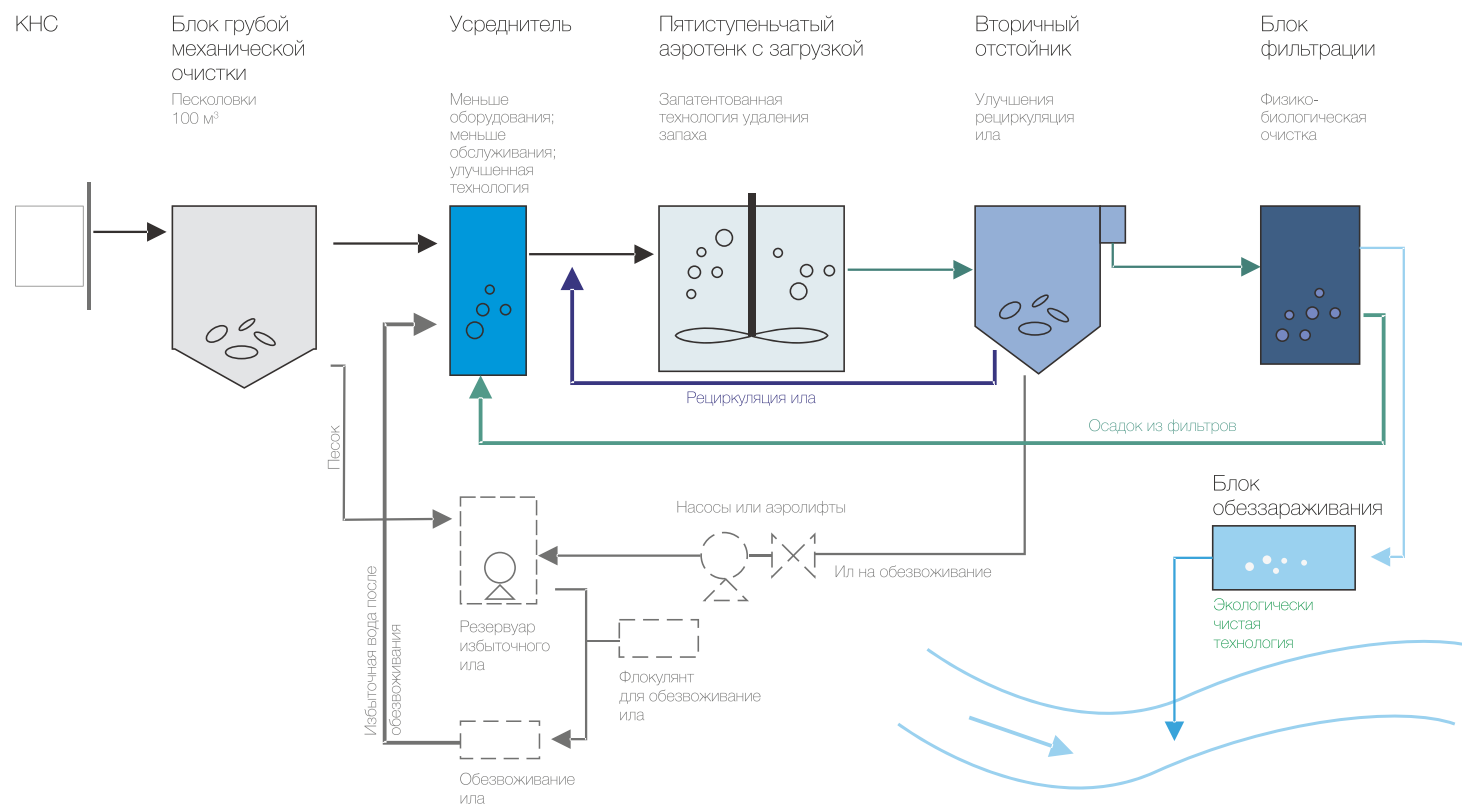 КНС
Блок грубой
механической
очистки
Песколовки
100 м³
Усреднитель
Меньше
оборудования;
меньше
обслуживания;
улучшенная
технология
Пятиступеньчатый
аэротенк с загрузкой
Запатентованная
технология удаления
запаха
Вторичный
отстойник
Улучшения
рециркуляция
ила
Блок
фильтрации
Физико-
биологическая
очистка
Рециркуляция ила
Осадок из фильтров
Песок
Блок
обеззараживания
Насосы или аэролифты
Ил на обезвоживание
Экологически
чистая
технология
Избыточная вода после
обезвоживания
Резервуар
избыточного
ила
Флокулянт
для обезвоживание
ила
Обезвоживание
ила